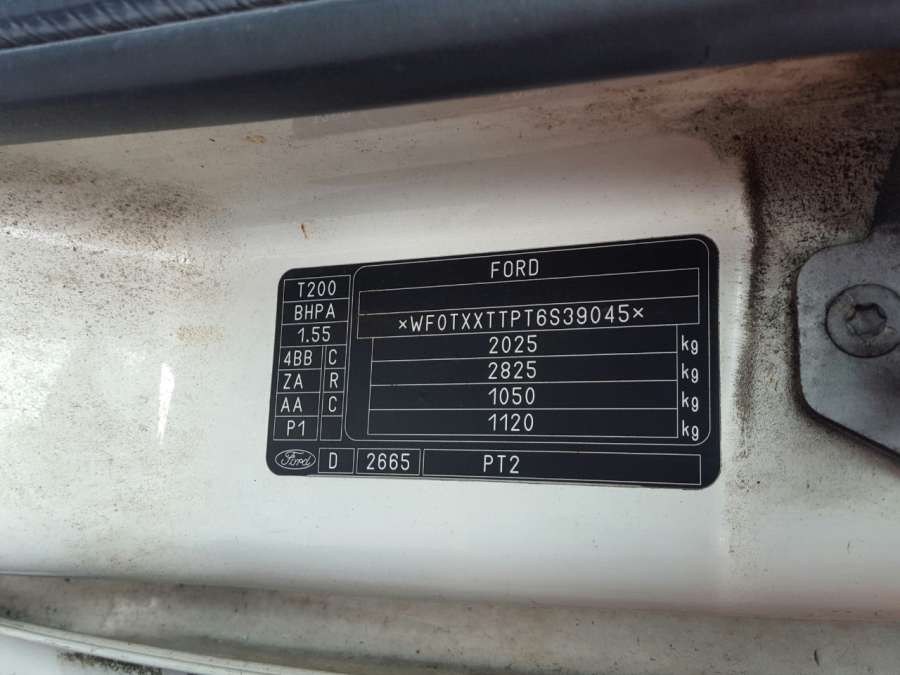 FORD
T200
BHPA
*WF0TXXTTPT6S39045*
1.55
2025 kg
4BB C
2825 kg
ZA R
1050 kg
AA C
1120 kg
P1
Ford D 2665 PT2